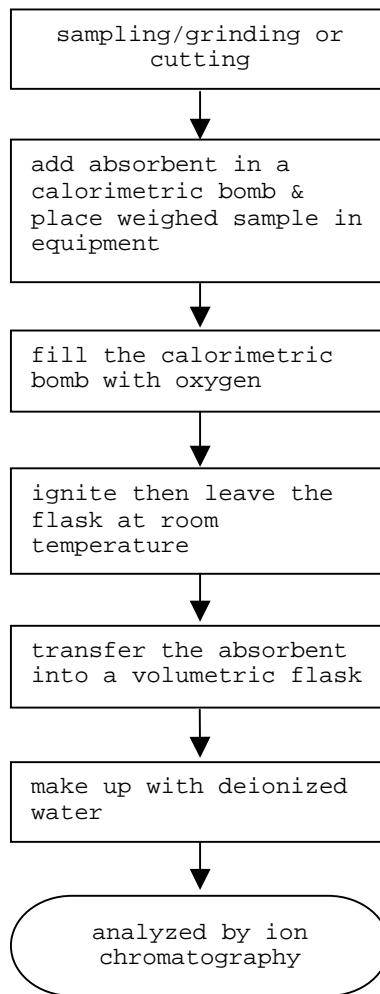 sampling/grinding or
cutting
add absorbent in a
calorimetric bomb &
place weighed sample in
equipment
fill the calorimetric
bomb with oxygen
ignite then leave the
flask at room
temperature
transfer the absorbent
into a volumetric flask
make up with deionized
water
analyzed by ion
chromatography